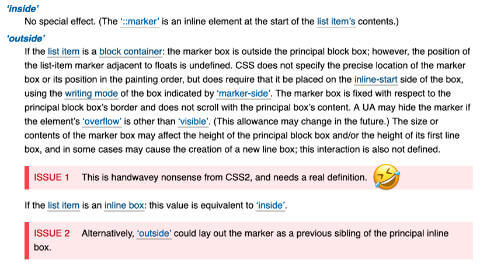 ‘inside’
No special effect. (The ‘::marker’ is an inline element at the start of the list item’s contents.)
‘outside’
If the list item is a block container: the marker box is outside the principal block box; however, the position of
the list-item marker adjacent to floats is undefined. CSS does not specify the precise location of the marker
box or its position in the painting order, but does require that it be placed on the inline-start side of the box,
using the writing mode of the box indicated by ‘marker-side’. The marker box is fixed with respect to the
principal block box’s border and does not scroll with the principal box’s content. A UA may hide the marker if
the element’s ‘overflow’ is other than ‘visible’. (This allowance may change in the future.) The size or
contents of the marker box may affect the height of the principal block box and/or the height of its first line
box, and in some cases may cause the creation of a new line box; this interaction is also not defined.
ISSUE 1 This is handwavey nonsense from CSS2, and needs a real definition.
If the list item is an inline box: this value is equivalent to ‘inside’.
ISSUE 2 Alternatively, ‘outside’ could lay out the marker as a previous sibling of the principal inline
box.